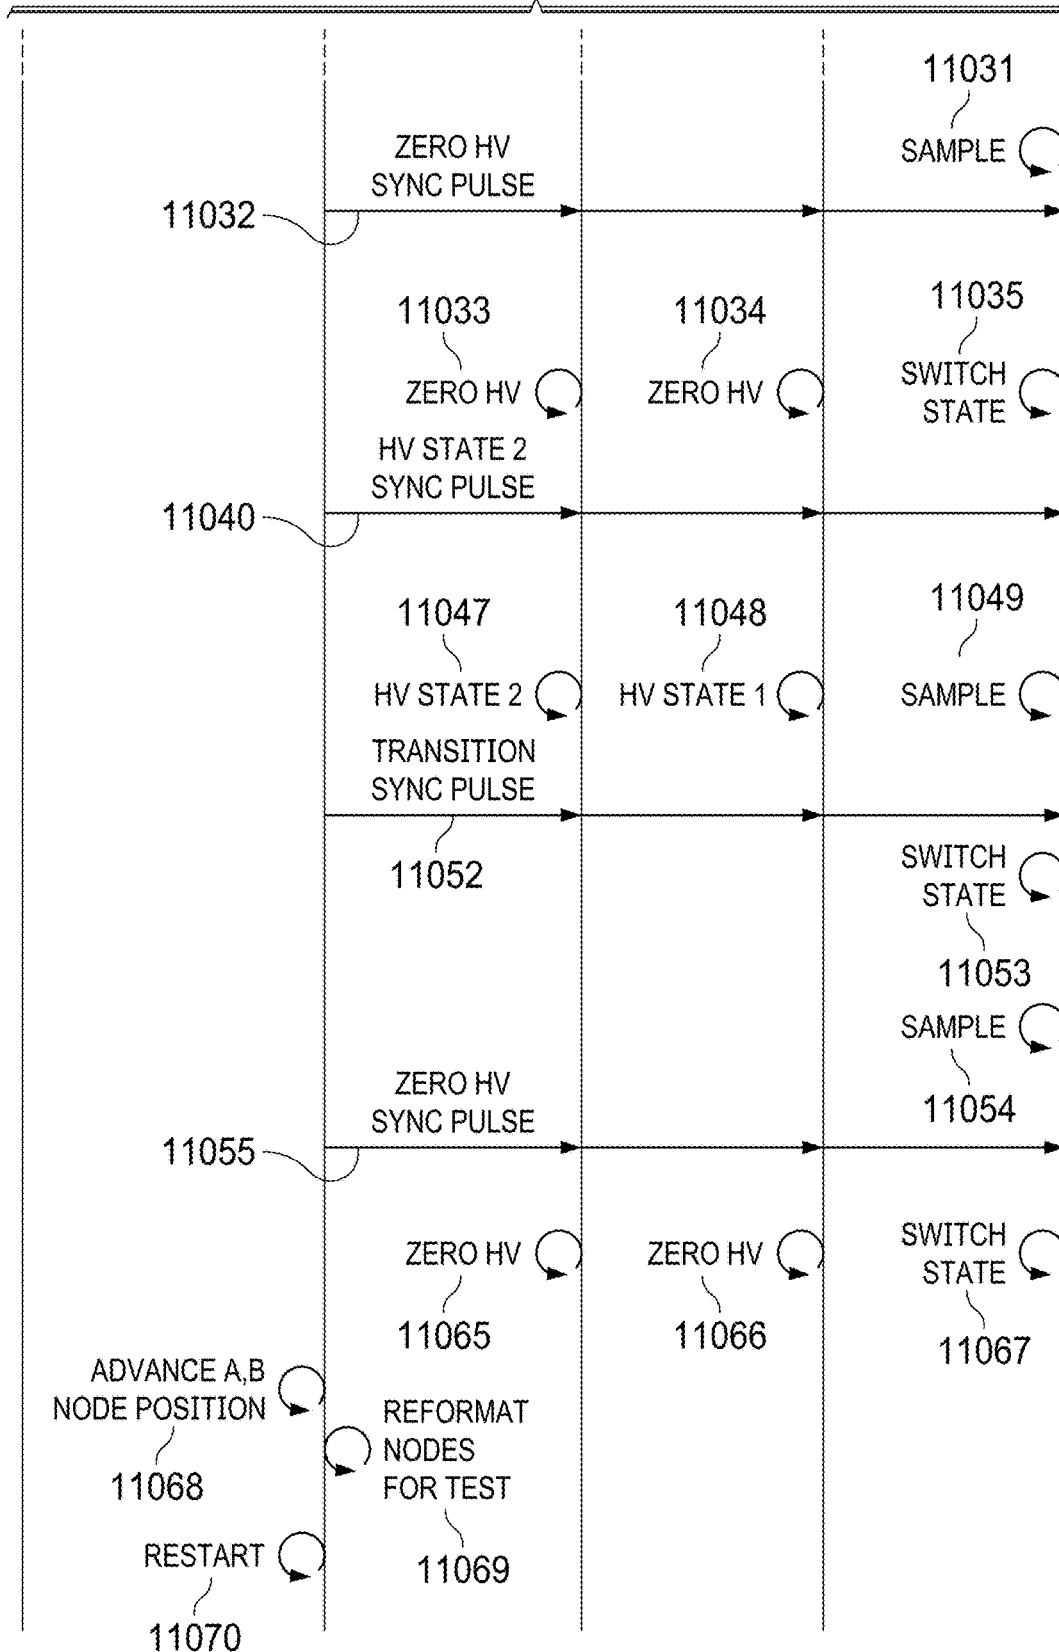 11031
SAMPLE
ZERO HV
SYNC PULSE
11032
11033
11034
11035
ZERO HV
ZERO HV
SWITCH
STATE
HV STATE 2
SYNC PULSE
11040
11047
11048
11049
HV STATE 2
HV STATE 1
SAMPLE
TRANSITION
SYNC PULSE
11052
SWITCH
STATE
11053
SAMPLE
11054
ZERO HV
SYNC PULSE
11055
ZERO HV
ZERO HV
SWITCH
STATE
11065
11066
11067
ADVANCE A,B
NODE POSITION
11068
REFORMAT
NODES
FOR TEST
11069
RESTART
11070